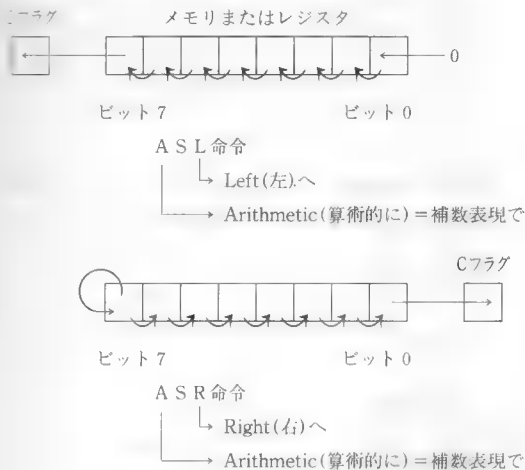 フラグ
メモリまたはレジスタ
0
ビット7
ビット0
ASL命令
Left(左)へ
Arithmetic(算術的に)=補数表現で
Cフラグ
ビット7
ビット0
ASR命令
Right(右)へ
Arithmetic(算術的に)=補数表現で